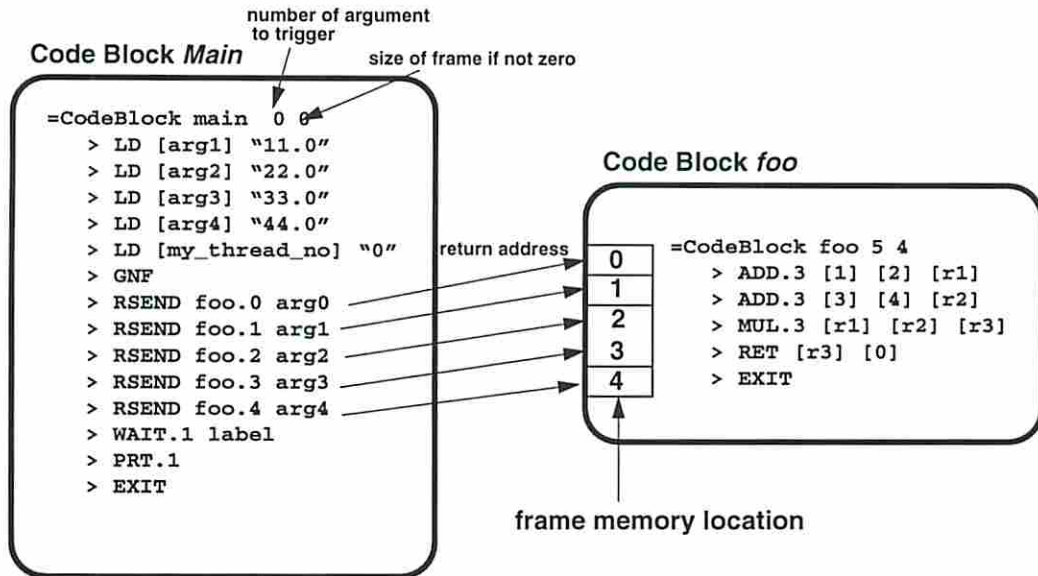 number of argument
to trigger
Code Block Main
size of frame if not zero
=CodeBlock main 0 0
> LD [arg1] “11.0”
> LD [arg2] “22.0”
> LD [arg3] “33.0”
> LD [arg4] “44.0”
> LD [my_thread_no] “0”
> GNF
> RSEND foo.0 arg0
> RSEND foo.1 arg1
> RSEND foo.2 arg2
> RSEND foo.3 arg3
> RSEND foo.4 arg4
> WAIT.1 label
> PRT.1
> EXIT
return address
Code Block foo
0
1
2
3
4
=CodeBlock foo 5 4
> ADD.3 [1] [2] [r1]
> ADD.3 [3] [4] [r2]
> MUL.3 [r1] [r2] [r3]
> RET [r3] [0]
> EXIT
frame memory location